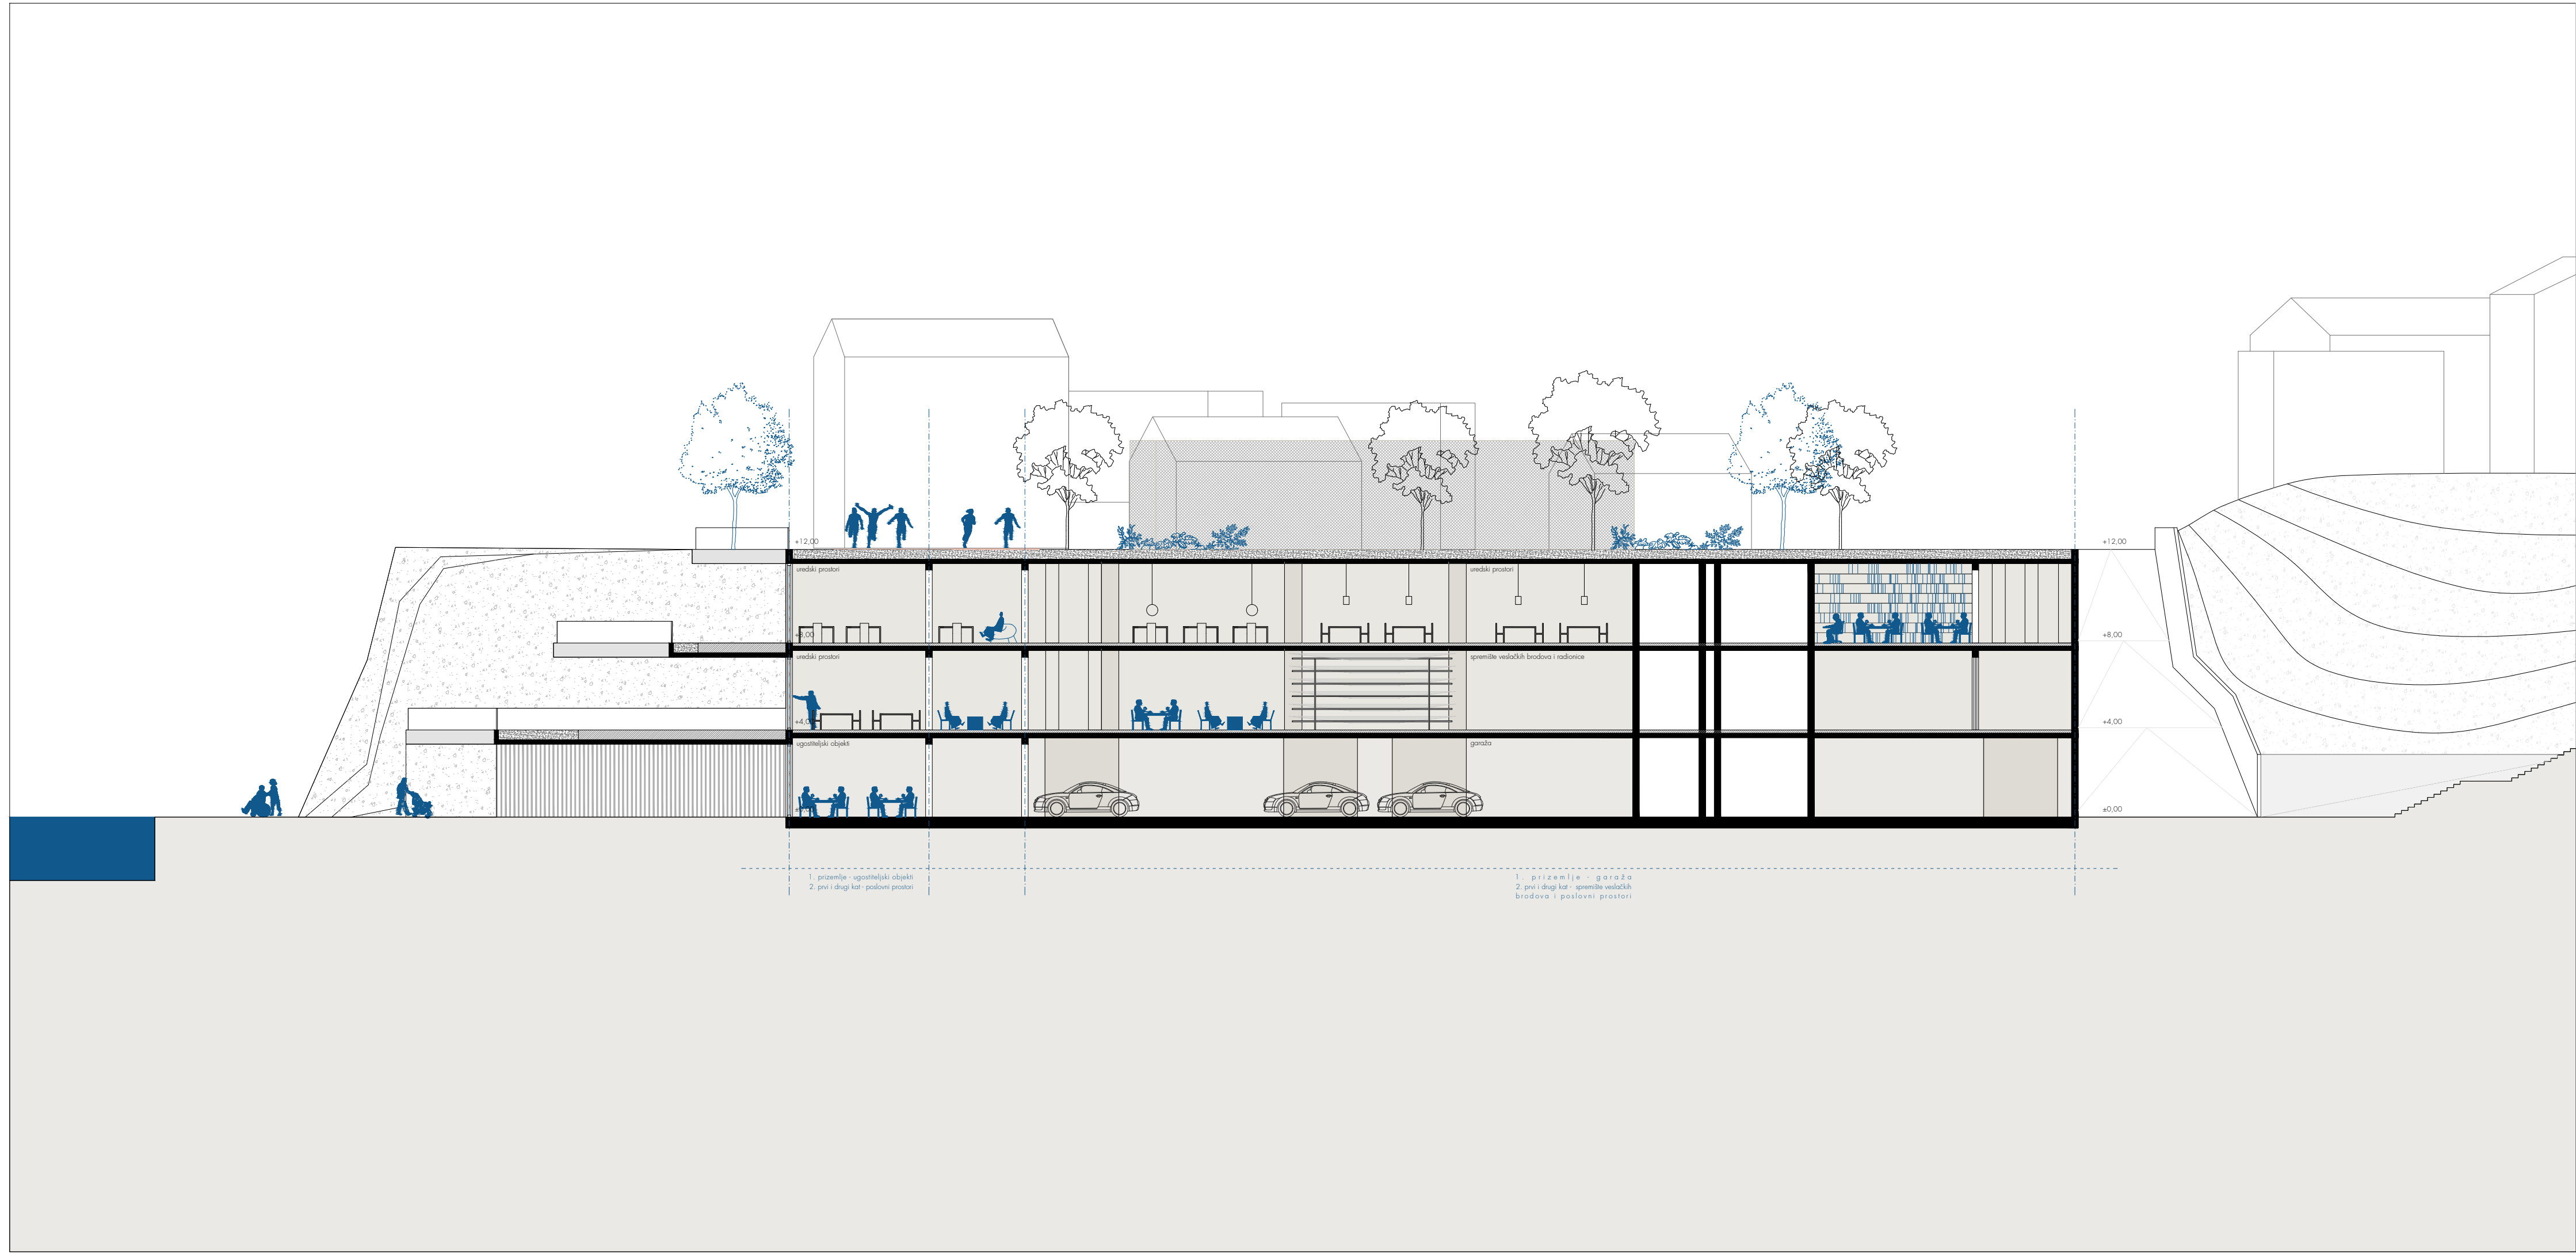 +12,00
+12,00
uredski prostori
uredski prostori
+8,00
+8,00
uredski prostori
spremište veslačkih brodova i radionice
+4,00
+4,00
ugostiteljski objekti
garaža
±0,00
1. prizemlje - ugostiteljski objekti
2. prvi i drugi kat - poslovni prostori
1. prizemlje - garaža
2. prvi i drugi kat - spremište veslačkih
brodova i poslovni prostori